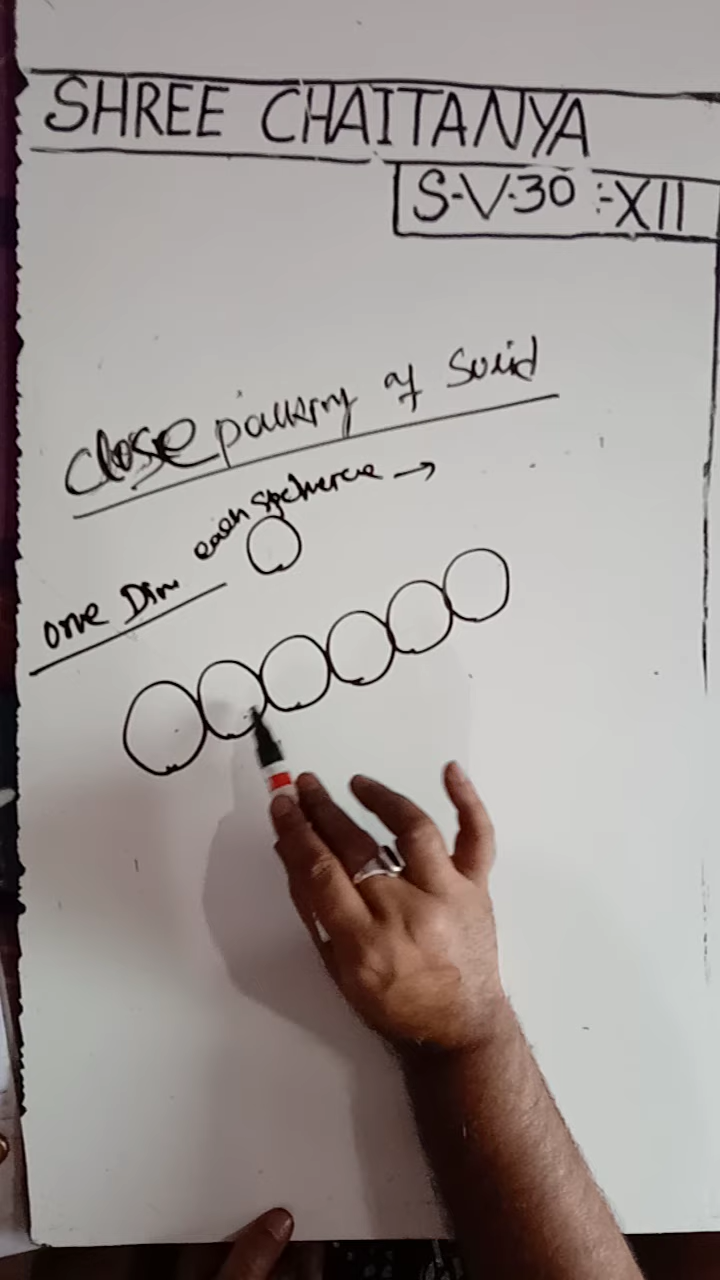 SHREE CHAITANYA
S-V-30 :-XII
close packing of Solid
each sphere →
one Dim